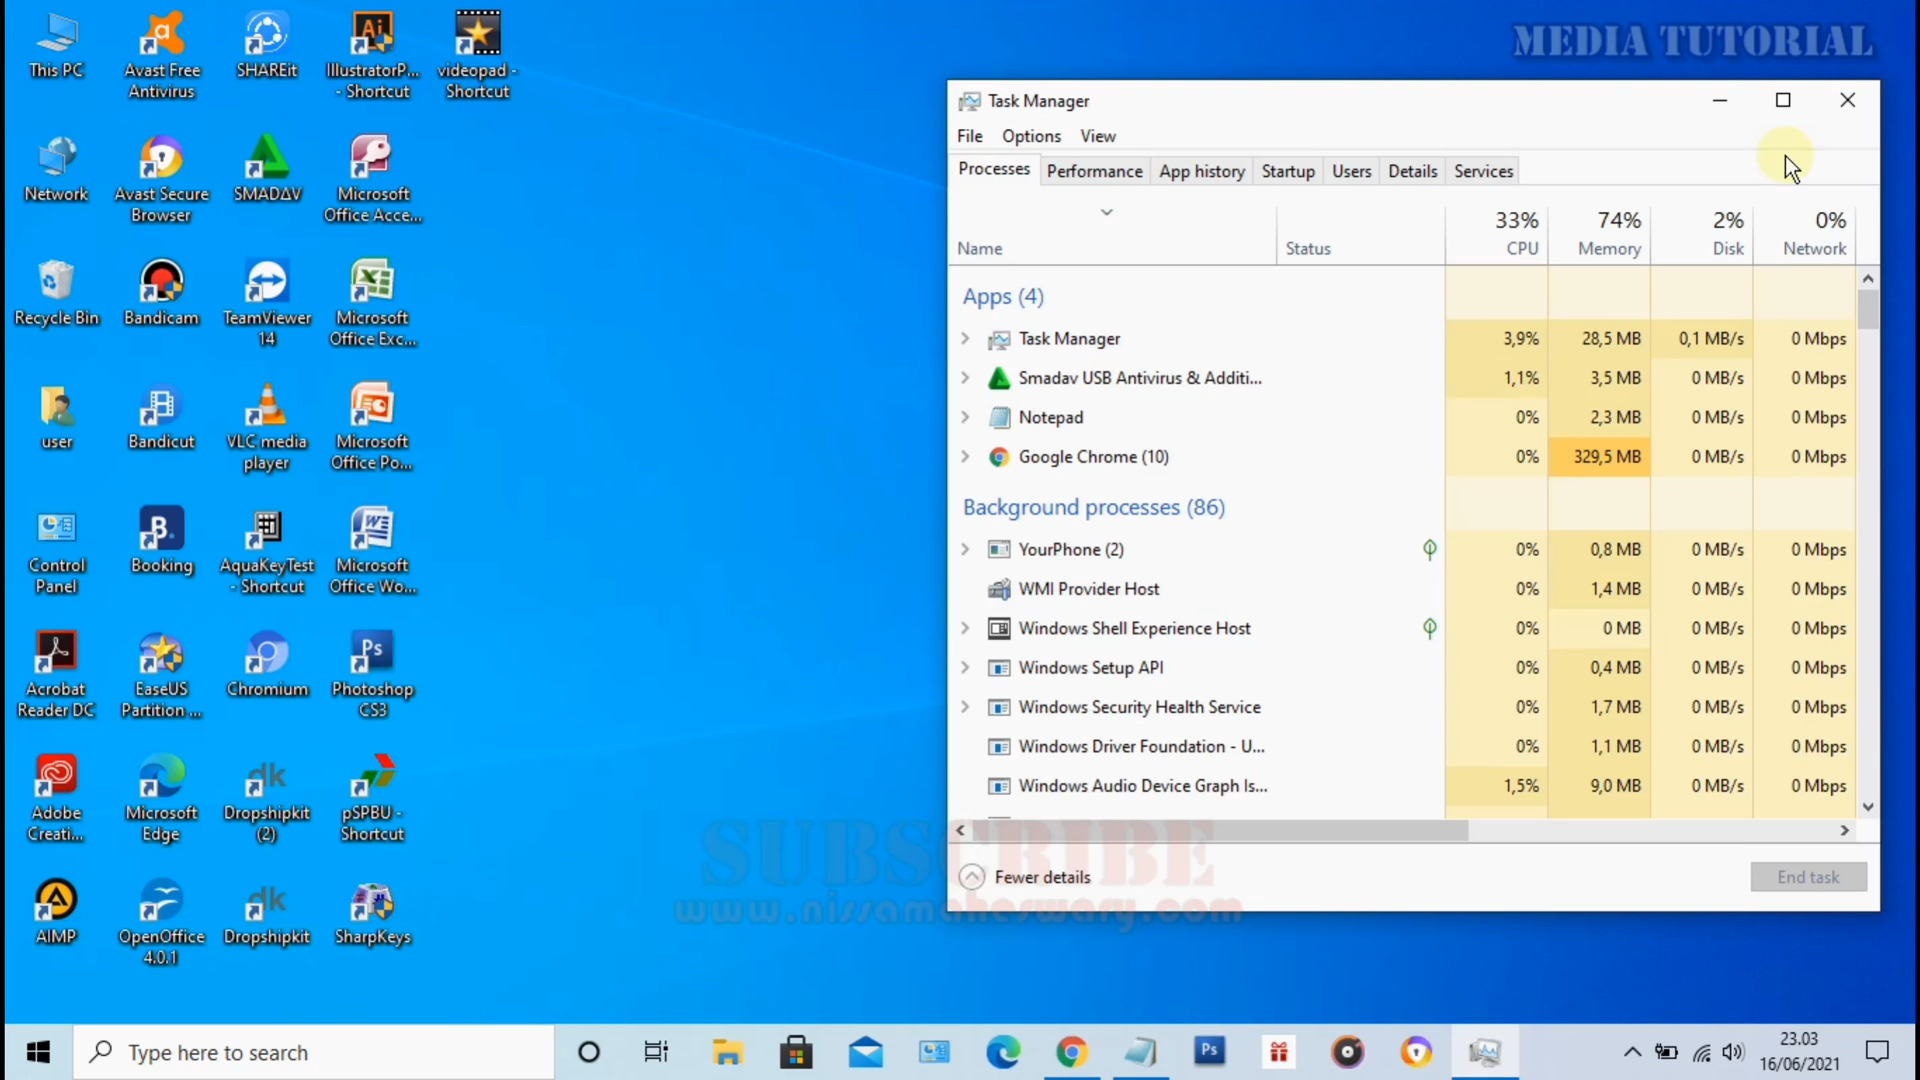 MEDIA TUTORIAL
This PC
Avast Free
Antivirus
SHAREit
IllustratorP...
- Shortcut
videopad -
Shortcut
Network
Avast Secure
Browser
SMADAV
Microsoft
Office Acce...
Recycle Bin
Bandicam
TeamViewer
14
Microsoft
Office Exc...
user
Bandicut
VLC media
player
Microsoft
Office Po...
Control
Panel
Booking
AquaKeyTest
- Shortcut
Microsoft
Office Wo...
Acrobat
Reader DC
EaseUS
Partition ...
Chromium
Photoshop
CS3
Adobe
Creati...
Microsoft
Edge
Dropshipkit
(2)
pSPBU -
Shortcut
AIMP
OpenOffice
4.0.1
Dropshipkit
SharpKeys
Task Manager
File Options View
Processes Performance App history Startup Users Details Services
33% 74% 2% 0%
Name Status CPU Memory Disk Network
Apps (4)
Task Manager 3,9% 28,5 MB 0,1 MB/s 0 Mbps
Smadav USB Antivirus & Additi... 1,1% 3,5 MB 0 MB/s 0 Mbps
Notepad 0% 2,3 MB 0 MB/s 0 Mbps
Google Chrome (10) 0% 329,5 MB 0 MB/s 0 Mbps
Background processes (86)
YourPhone (2) 0% 0,8 MB 0 MB/s 0 Mbps
WMI Provider Host 0% 1,4 MB 0 MB/s 0 Mbps
Windows Shell Experience Host 0% 0 MB 0 MB/s 0 Mbps
Windows Setup API 0% 0,4 MB 0 MB/s 0 Mbps
Windows Security Health Service 0% 1,7 MB 0 MB/s 0 Mbps
Windows Driver Foundation - U... 0% 1,1 MB 0 MB/s 0 Mbps
Windows Audio Device Graph Is... 1,5% 9,0 MB 0 MB/s 0 Mbps
SUBSCRIBE
www.nissamaheswary.com
Fewer details End task
Type here to search
23.03
16/06/2021